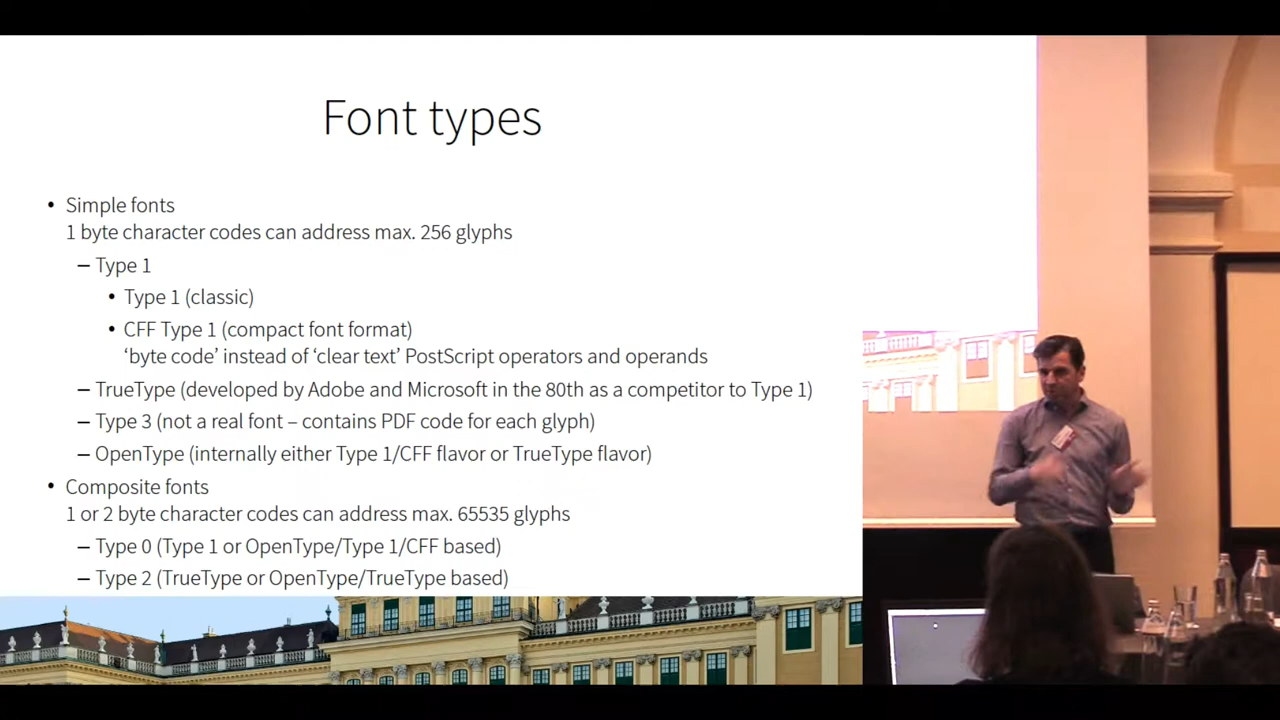 Font types
• Simple fonts
1 byte character codes can address max. 256 glyphs
– Type 1
• Type 1 (classic)
• CFF Type 1 (compact font format)
‘byte code’ instead of ‘clear text’ PostScript operators and operands
– TrueType (developed by Adobe and Microsoft in the 80th as a competitor to Type 1)
– Type 3 (not a real font – contains PDF code for each glyph)
– OpenType (internally either Type 1/CFF flavor or TrueType flavor)
• Composite fonts
1 or 2 byte character codes can address max. 65535 glyphs
– Type 0 (Type 1 or OpenType/Type 1/CFF based)
– Type 2 (TrueType or OpenType/TrueType based)